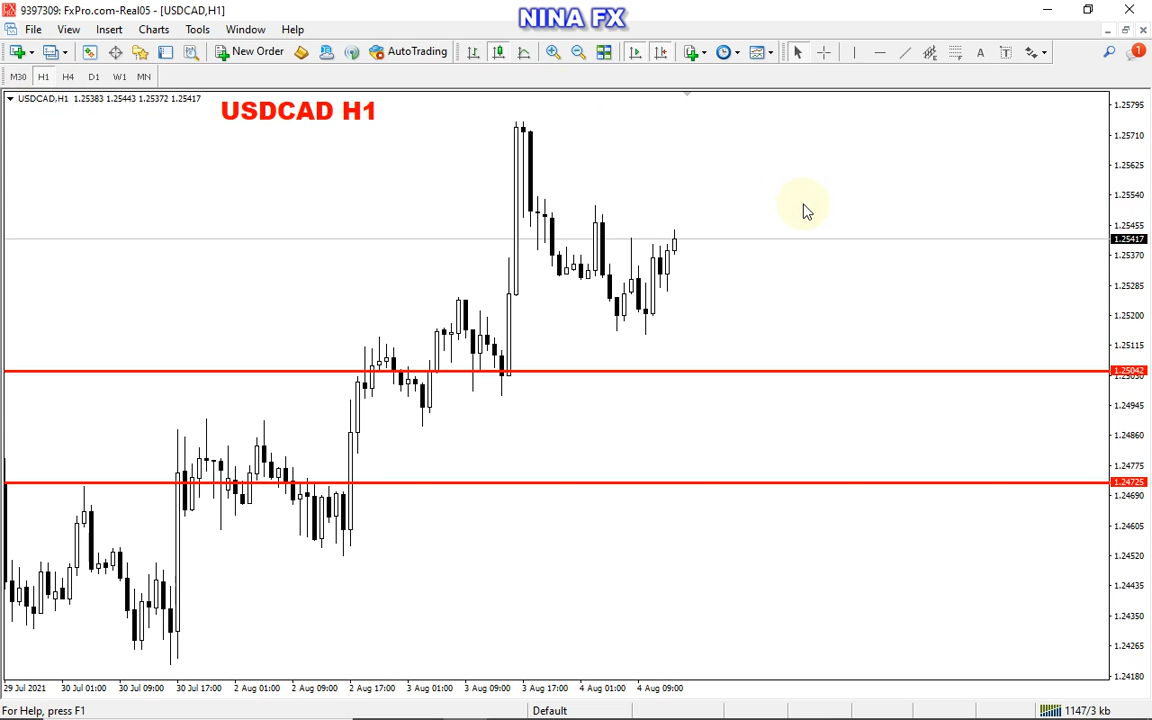 9397309: FxPro.com-Real05 - [USDCAD,H1]
NINA FX
File View Insert Charts Tools Window Help
New Order AutoTrading A T 1
M30 H1 H4 D1 W1 MN
USDCAD,H1 1.25383 1.25443 1.25372 1.25417
USDCAD H1
1.25795
1.25710
1.25625
1.25540
1.25455
1.25417
1.25370
1.25285
1.25200
1.25115
1.25042
1.25030
1.24945
1.24860
1.24775
1.24725
1.24690
1.24605
1.24520
1.24435
1.24350
1.24265
1.24180
29 Jul 2021 30 Jul 01:00 30 Jul 09:00 30 Jul 17:00 2 Aug 01:00 2 Aug 09:00 2 Aug 17:00 3 Aug 01:00 3 Aug 09:00 3 Aug 17:00 4 Aug 01:00 4 Aug 09:00
For Help, press F1 Default 1147/3 kb